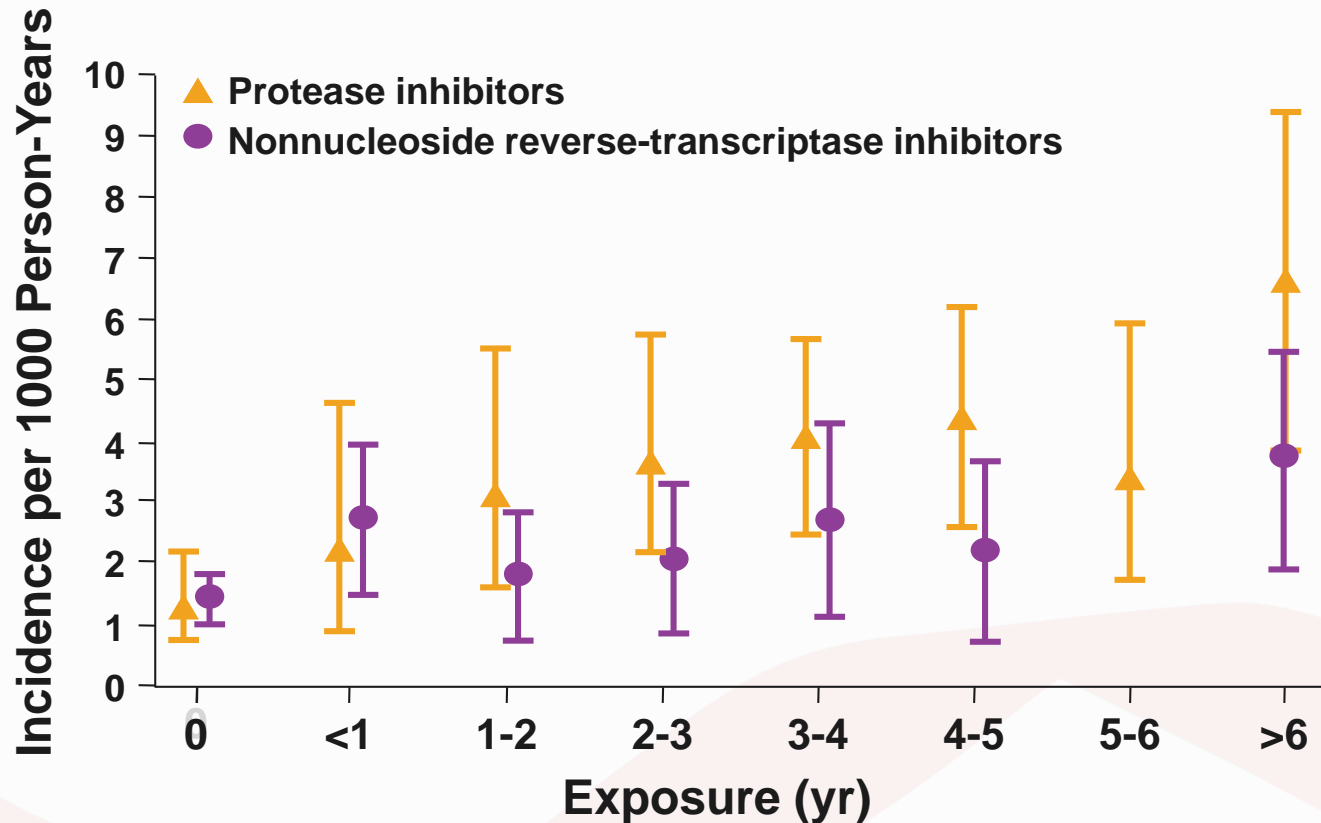 Incidence per 1000 Person-Years
Protease inhibitors
Nonnucleoside reverse-transcriptase inhibitors
10
9
8
7
6
5
4
3
2
1
0
0
0 <1 1-2 2-3 3-4 4-5 5-6 >6
Exposure (yr)